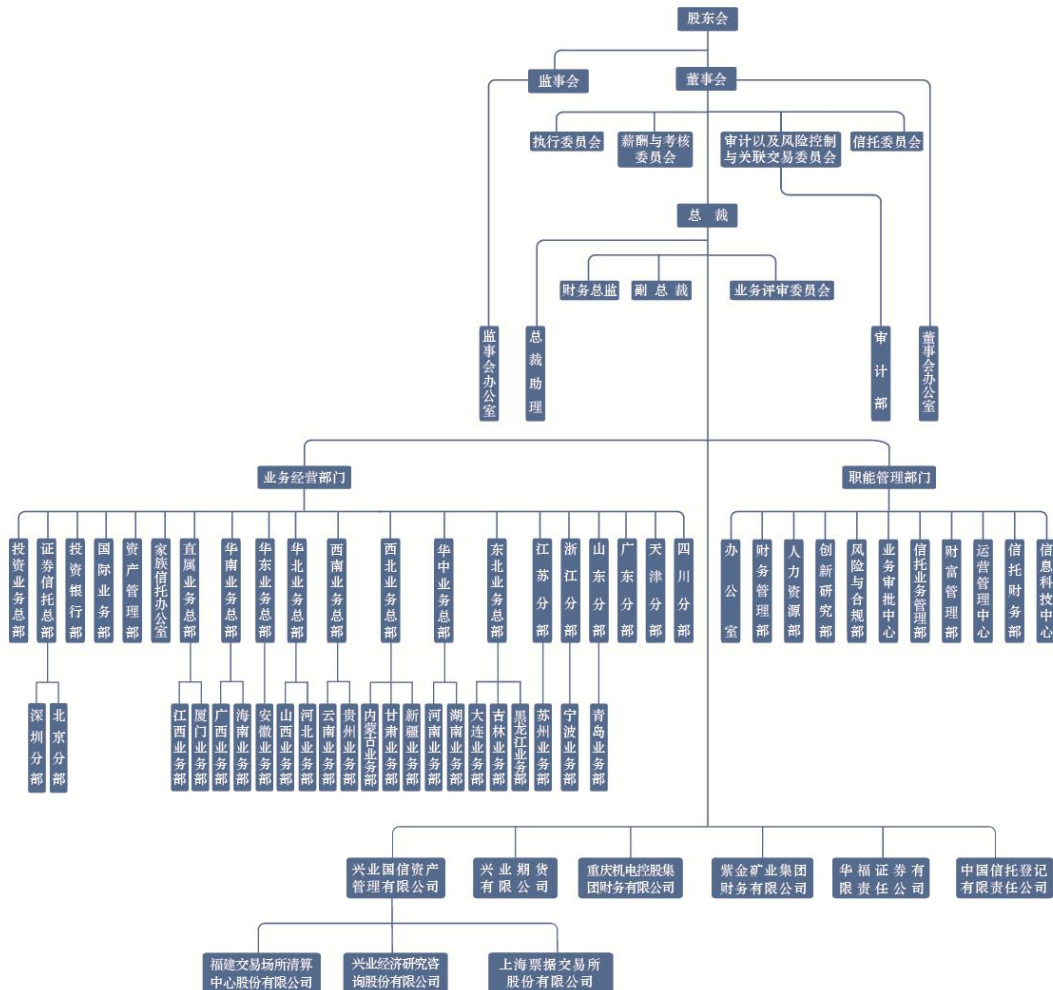 股东会
监事会
董事会
执行委员会
薪酬与考核
委员会
审计以及风险控制
与关联交易委员会
信托委员会
总裁
财务总监
副总裁
业务评审委员会
监事会办公室
总裁助理
审计部
董事会办公室
业务经营部门
职能管理部门
投资业务总部
证券信托总部
投资银行部
国际业务部
资产管理部
家族信托办公室
直属业务总部
华南业务总部
华东业务总部
华北业务总部
西南业务总部
西北业务总部
华中业务总部
东北业务总部
江苏分部
浙江分部
山东分部
广东分部
天津分部
四川分部
办公室
财务管理部
人力资源部
创新研究部
风险与合规部
业务审批中心
信托业务管理部
财富管理部
运营管理中心
信托财务部
信息科技中心
深圳分部
北京分部
江西业务部
厦门业务部
广西业务部
海南业务部
安徽业务部
山西业务部
河北业务部
云南业务部
贵州业务部
内蒙古业务部
甘肃业务部
新疆业务部
河南业务部
湖南业务部
大连业务部
吉林业务部
黑龙江业务部
苏州业务部
宁波业务部
青岛业务部
兴业国信资产
管理有限公司
兴业期货
有限公司
重庆机电控股集
团财务有限公司
紫金矿业集团
财务有限公司
华福证券有
限责任公司
中国信托登记
有限责任公司
福建交易场所清算
中心股份有限公司
兴业经济研究咨
询股份有限公司
上海票据交易所
股份有限公司